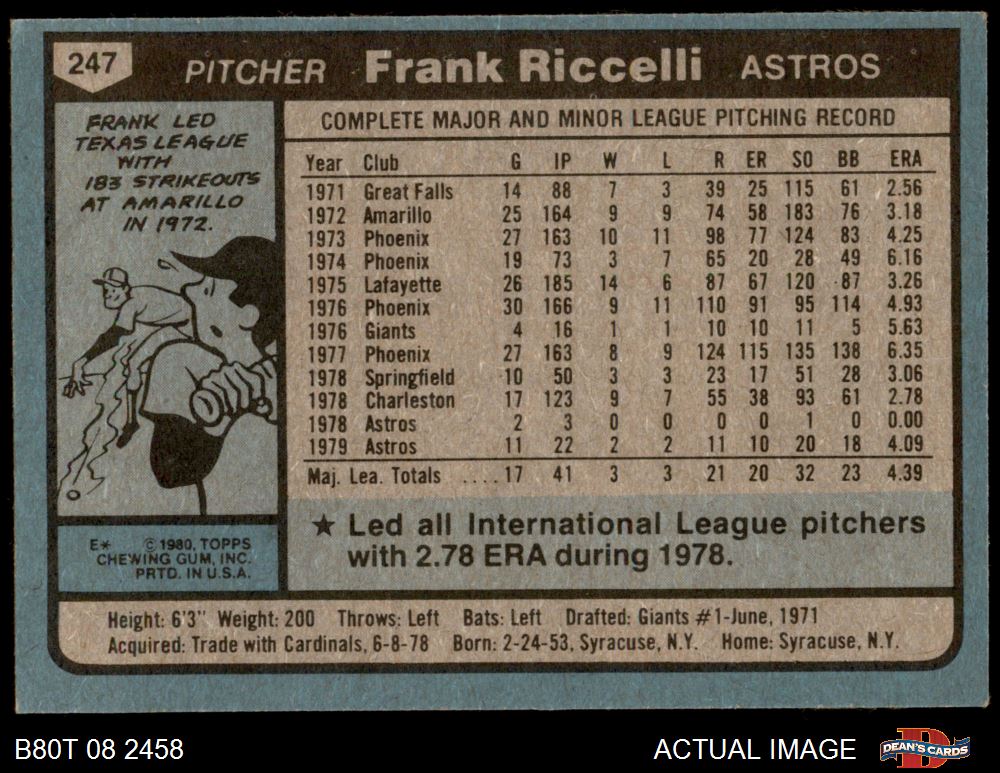 247 PITCHER Frank Riccelli ASTROS
FRANK LED
TEXAS LEAGUE
WITH
183 STRIKEOUTS
AT AMARILLO
IN 1972.
COMPLETE MAJOR AND MINOR LEAGUE PITCHING RECORD
Year Club G IP W L R ER SO BB ERA
1971 Great Falls 14 88 7 3 39 25 115 61 2.56
1972 Amarillo 25 164 9 9 74 58 183 76 3.18
1973 Phoenix 27 163 10 11 98 77 124 83 4.25
1974 Phoenix 19 73 3 7 65 20 28 49 6.16
1975 Lafayette 26 185 14 6 87 67 120 87 3.26
1976 Phoenix 30 166 9 11 110 91 95 114 4.93
1976 Giants 4 16 1 1 10 10 11 5 5.63
1977 Phoenix 27 163 8 9 124 115 135 138 6.35
1978 Springfield 10 50 3 3 23 17 51 28 3.06
1978 Charleston 17 123 9 7 55 38 93 61 2.78
1978 Astros 2 3 0 0 0 0 1 0 0.00
1979 Astros 11 22 2 2 11 10 20 18 4.09
Maj. Lea. Totals ....17 41 3 3 21 20 32 23 4.39
★ Led all International League pitchers
with 2.78 ERA during 1978.
E* © 1980, TOPPS
CHEWING GUM, INC.
PRTD. IN U.S.A.
Height: 6'3" Weight: 200 Throws: Left Bats: Left Drafted: Giants #1-June, 1971
Acquired: Trade with Cardinals, 6-8-78 Born: 2-24-53, Syracuse, N.Y. Home: Syracuse, N.Y.
B80T 08 2458 ACTUAL IMAGE DEAN'S CARDS